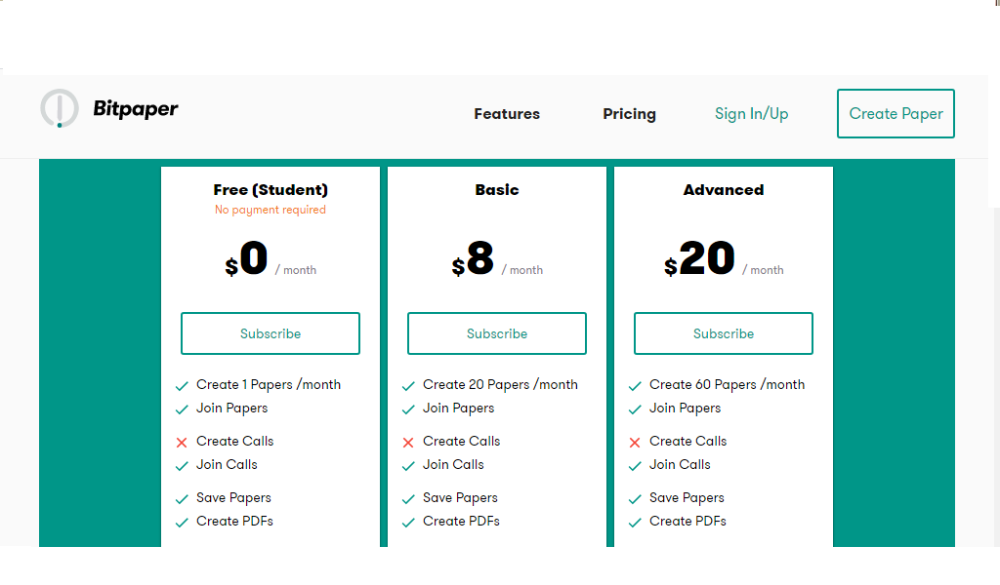 Bitpaper
Features
Pricing
Sign In/Up
Create Paper
Free (Student)
No payment required
$0 / month
Subscribe
Create 1 Papers /month
Join Papers
Create Calls
Join Calls
Save Papers
Create PDFs
Basic
$8 / month
Subscribe
Create 20 Papers /month
Join Papers
Create Calls
Join Calls
Save Papers
Create PDFs
Advanced
$20 / month
Subscribe
Create 60 Papers /month
Join Papers
Create Calls
Join Calls
Save Papers
Create PDFs